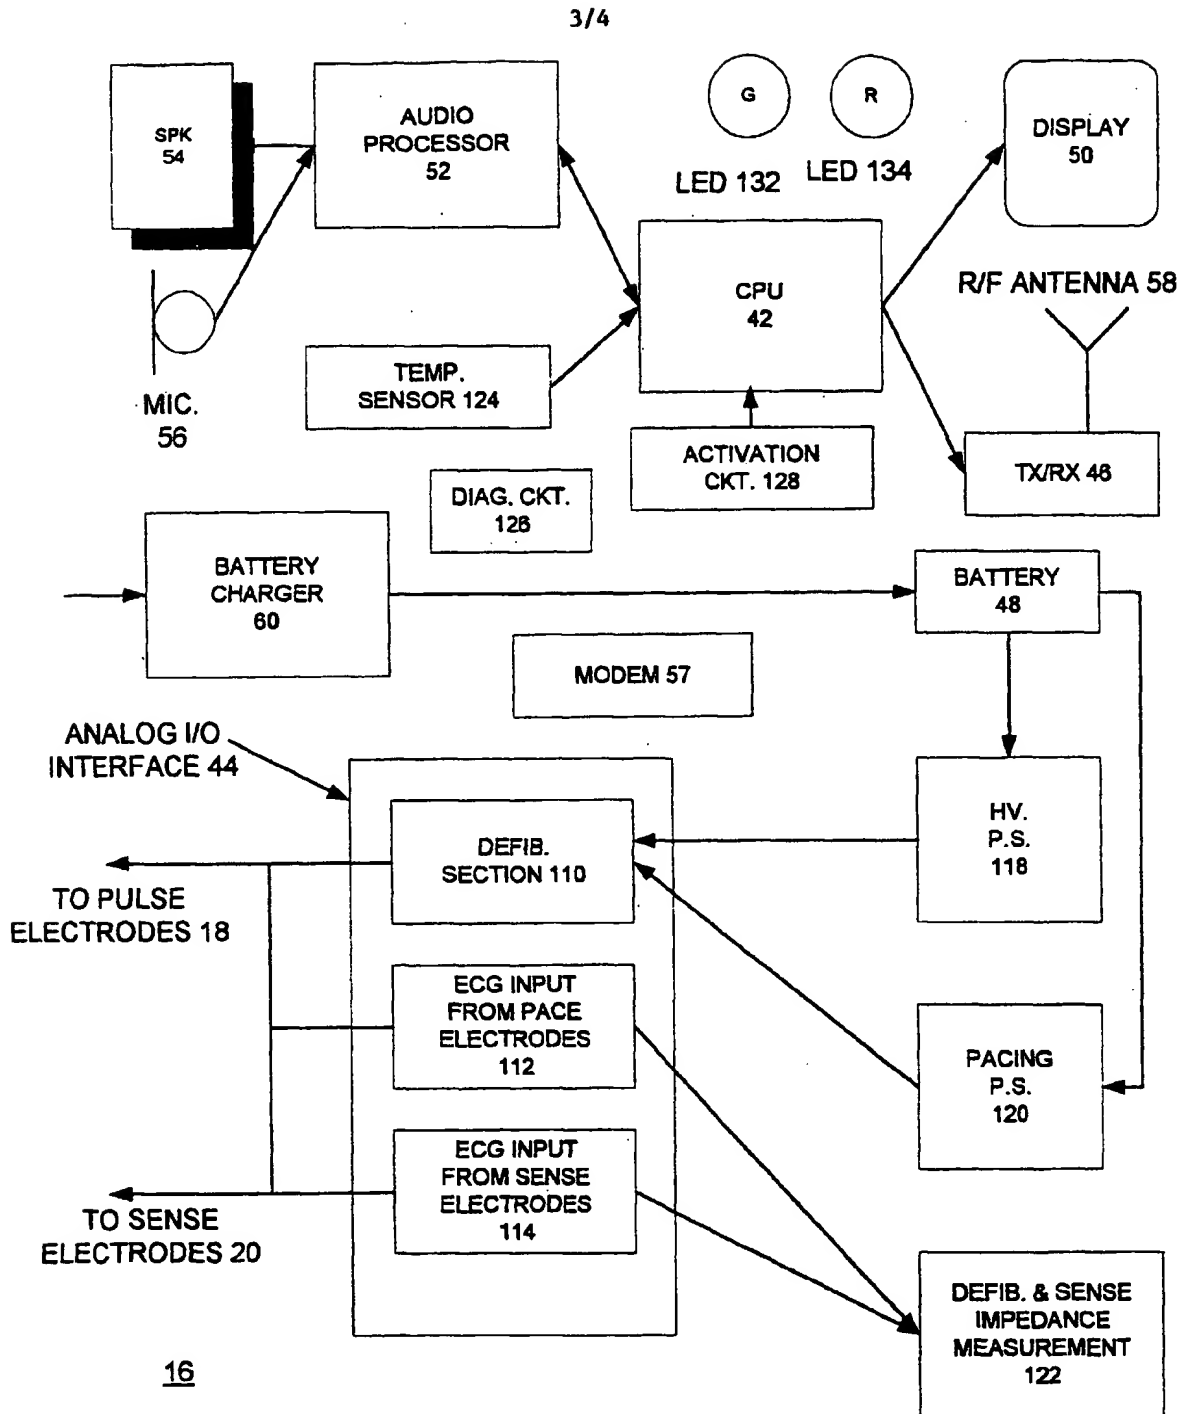 3/4
SPK
54
AUDIO
PROCESSOR
52
G
R
LED 132
LED 134
DISPLAY
50
CPU
42
R/F ANTENNA 58
MIC.
56
TEMP.
SENSOR 124
ACTIVATION
CKT. 128
TX/RX 46
DIAG. CKT.
126
BATTERY
CHARGER
60
BATTERY
48
MODEM 57
ANALOG I/O
INTERFACE 44
DEFIB.
SECTION 110
HV.
P.S.
118
TO PULSE
ELECTRODES 18
ECG INPUT
FROM PACE
ELECTRODES
112
PACING
P.S.
120
ECG INPUT
FROM SENSE
ELECTRODES
114
TO SENSE
ELECTRODES 20
DEFIB. & SENSE
IMPEDANCE
MEASUREMENT
122
16